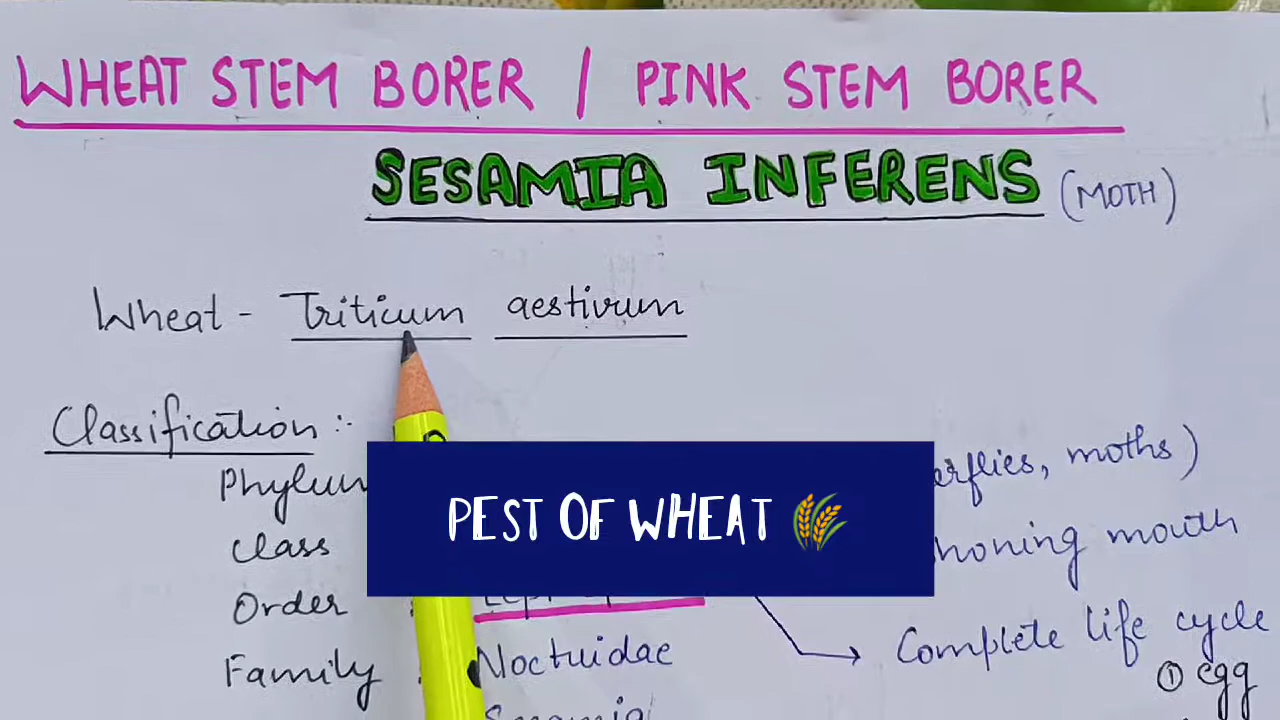 WHEAT STEM BORER / PINK STEM BORER
SESAMIA INFERENS (MOTH)
Wheat - Triticum aestivum
Classification :-
Phylum
erflies, moths)
PEST OF WHEAT
Class
honing mouth
Order :
Complete life cycle
Family : Noctuidae
① egg